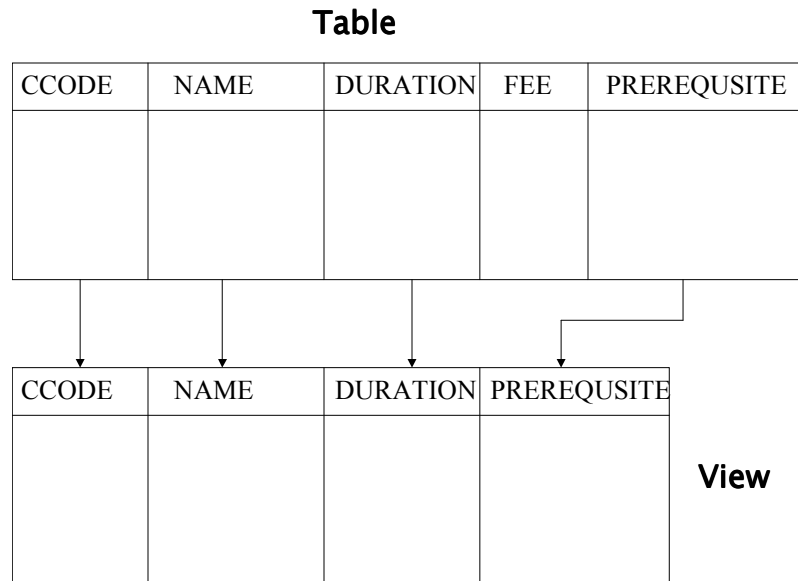 Table
CCODE NAME DURATION FEE PREREQUSITE
CCODE NAME DURATION PREREQUSITE
View